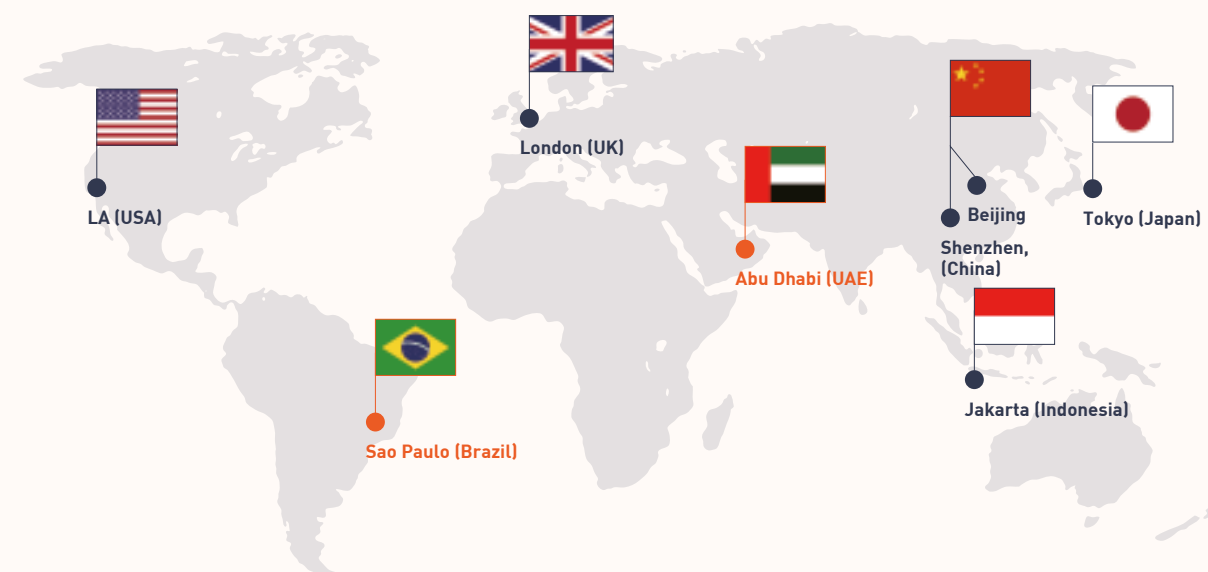 London (UK)
LA (USA)
Beijing
Tokyo (Japan)
Shenzhen,
(China)
Abu Dhabi (UAE)
Jakarta (Indonesia)
Sao Paulo (Brazil)